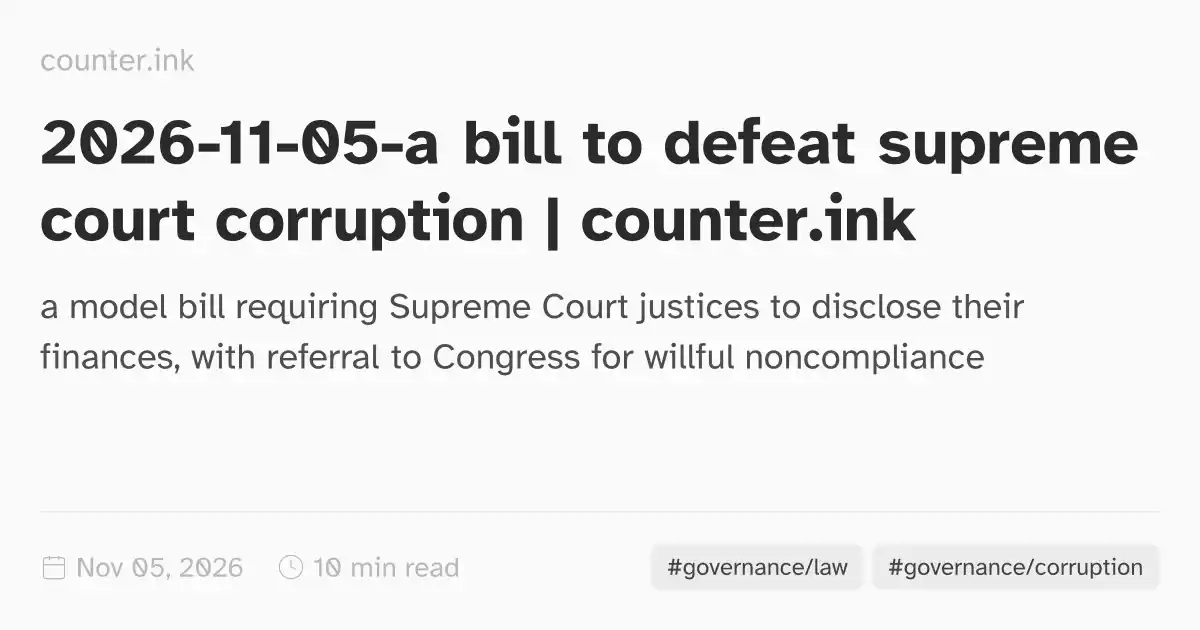 counter.ink
2026-11-05-a bill to defeat supreme
court corruption | counter.ink
a model bill requiring Supreme Court justices to disclose their
finances, with referral to Congress for willful noncompliance
Nov 05, 2026
10 min read
#governance/law
#governance/corruption